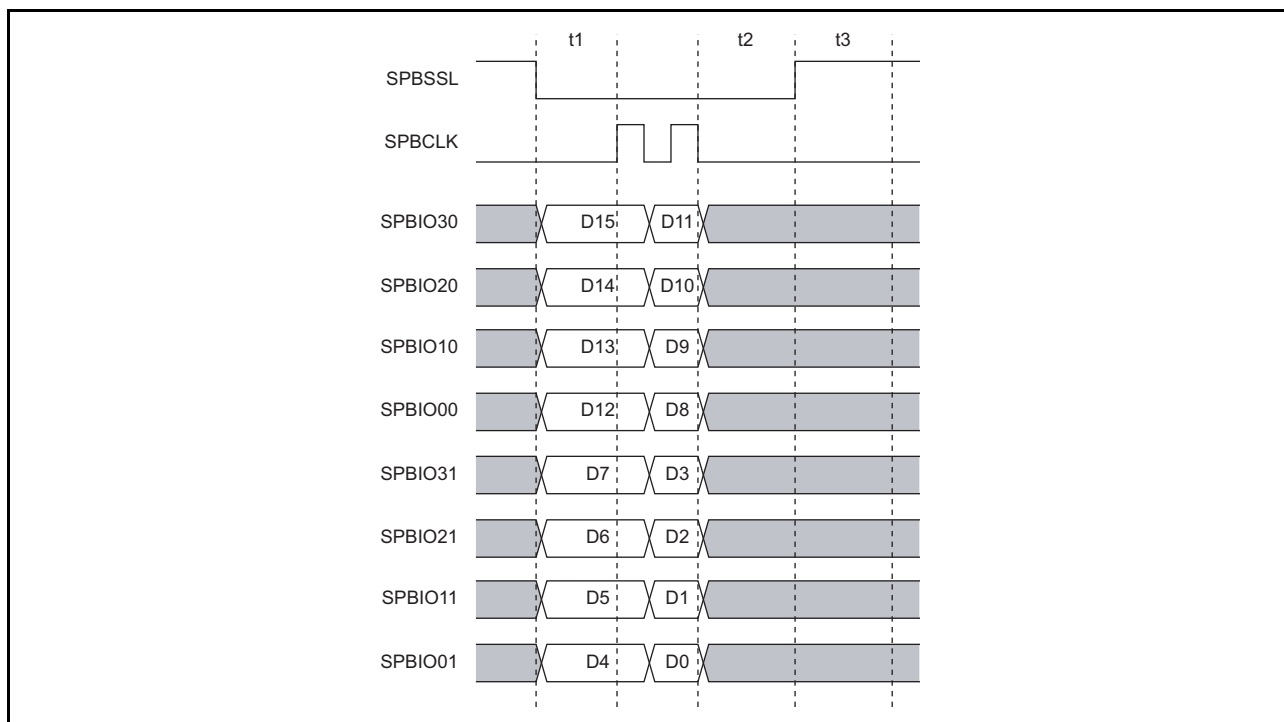 t1 t2 t3
SPBSSL
SPBCLK
SPBIO30 D15 D11
SPBIO20 D14 D10
SPBIO10 D13 D9
SPBIO00 D12 D8
SPBIO31 D7 D3
SPBIO21 D6 D2
SPBIO11 D5 D1
SPBIO01 D4 D0